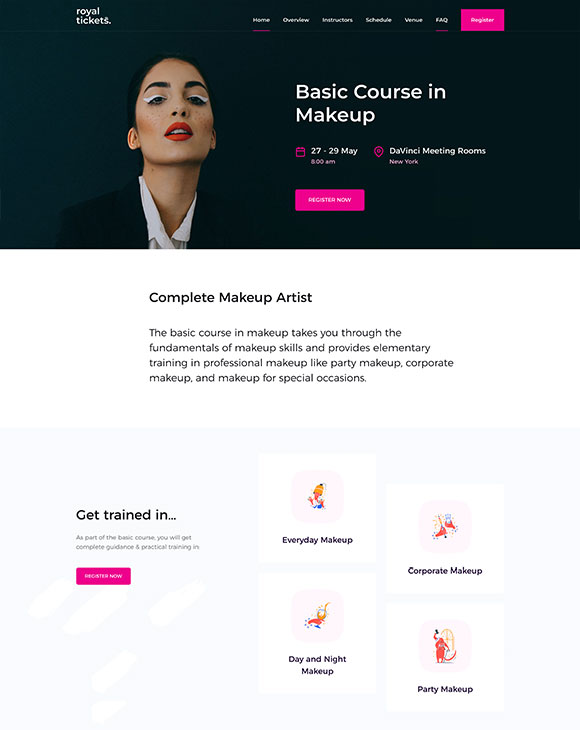 royal
tickets.
Home Overview Instructors Schedule Venue FAQ Register
Basic Course in
Makeup
27 - 29 May
8:00 am
DaVinci Meeting Rooms
New York
REGISTER NOW
Complete Makeup Artist
The basic course in makeup takes you through the
fundamentals of makeup skills and provides elementary
training in professional makeup like party makeup, corporate
makeup, and makeup for special occasions.
Get trained in...
As part of the basic course, you will get
complete guidance & practical training in:
REGISTER NOW
Everyday Makeup
Corporate Makeup
Day and Night
Makeup
Party Makeup